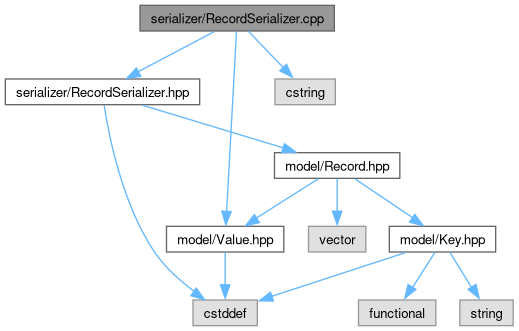 serializer/RecordSerializer.cpp
serializer/RecordSerializer.hpp
cstring
model/Record.hpp
model/Value.hpp
vector
model/Key.hpp
cstddef
functional
string